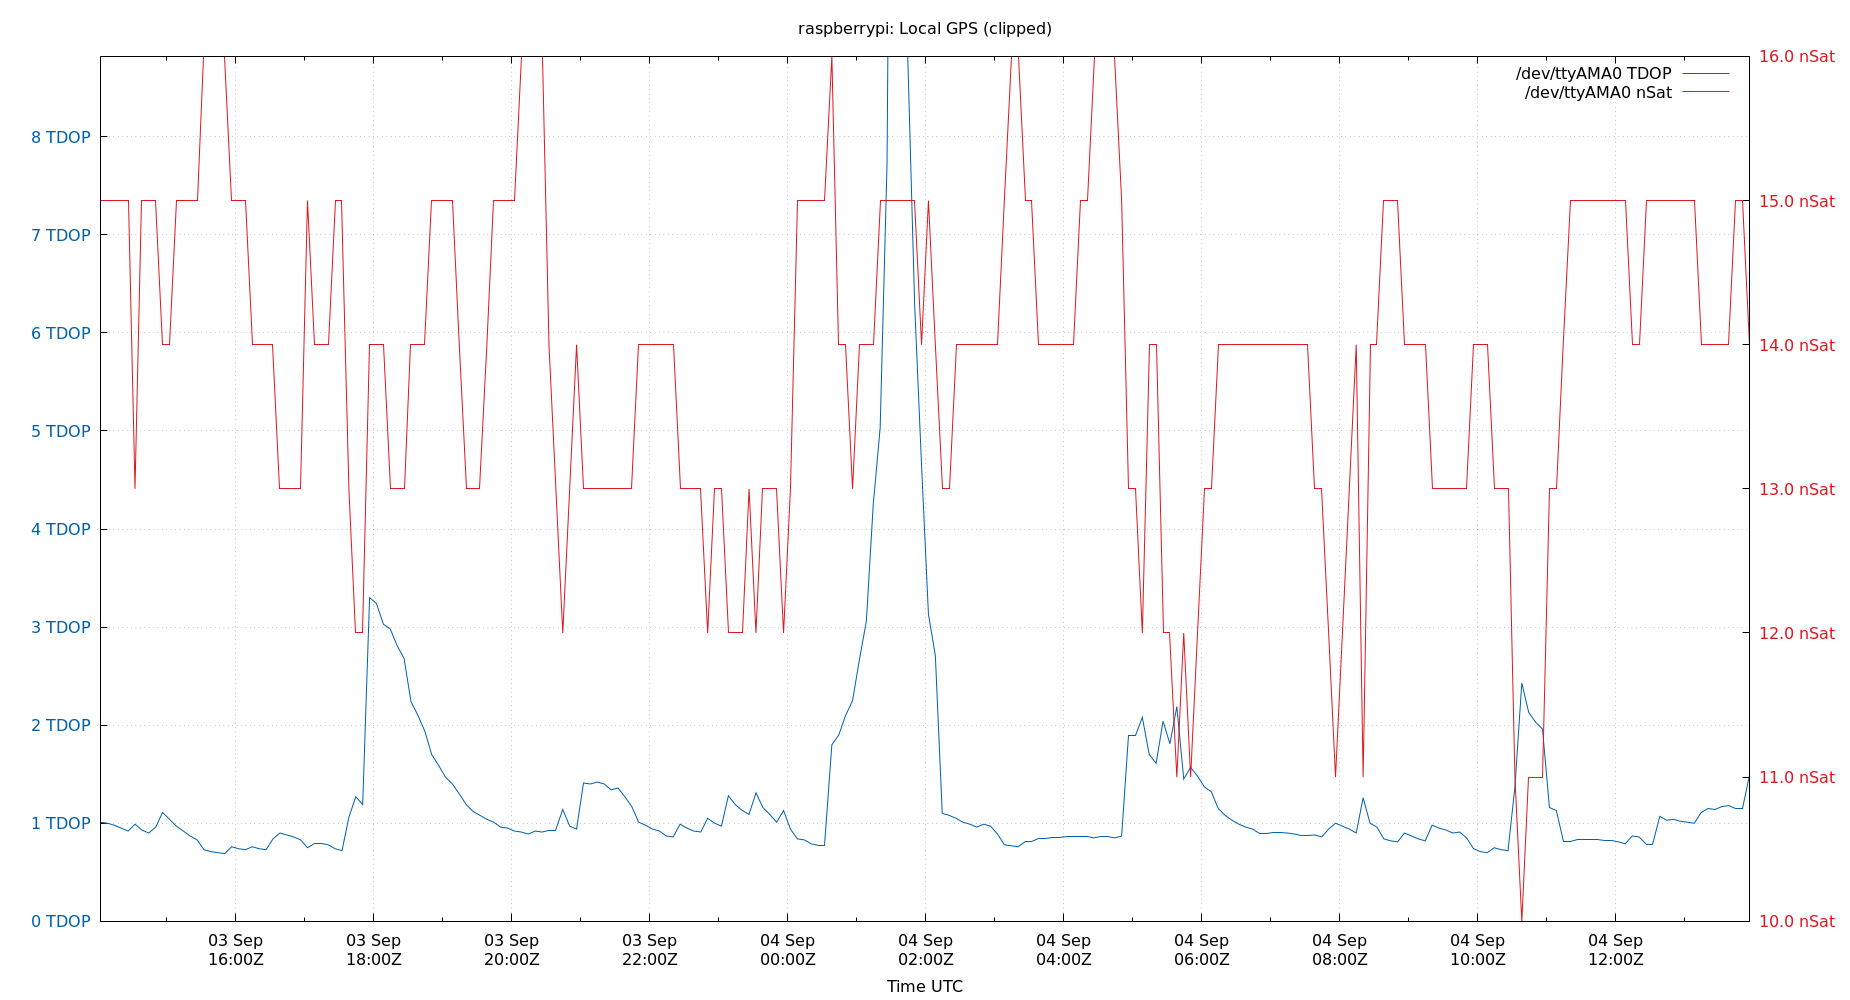 raspberrypi: Local GPS (clipped)
/dev/ttyAMA0 TDOP
/dev/ttyAMA0 nSat
8 TDOP
7 TDOP
6 TDOP
5 TDOP
4 TDOP
3 TDOP
2 TDOP
1 TDOP
0 TDOP
16.0 nSat
15.0 nSat
14.0 nSat
13.0 nSat
12.0 nSat
11.0 nSat
10.0 nSat
03 Sep
16:00Z
03 Sep
18:00Z
03 Sep
20:00Z
03 Sep
22:00Z
04 Sep
00:00Z
04 Sep
02:00Z
04 Sep
04:00Z
04 Sep
06:00Z
04 Sep
08:00Z
04 Sep
10:00Z
04 Sep
12:00Z
Time UTC